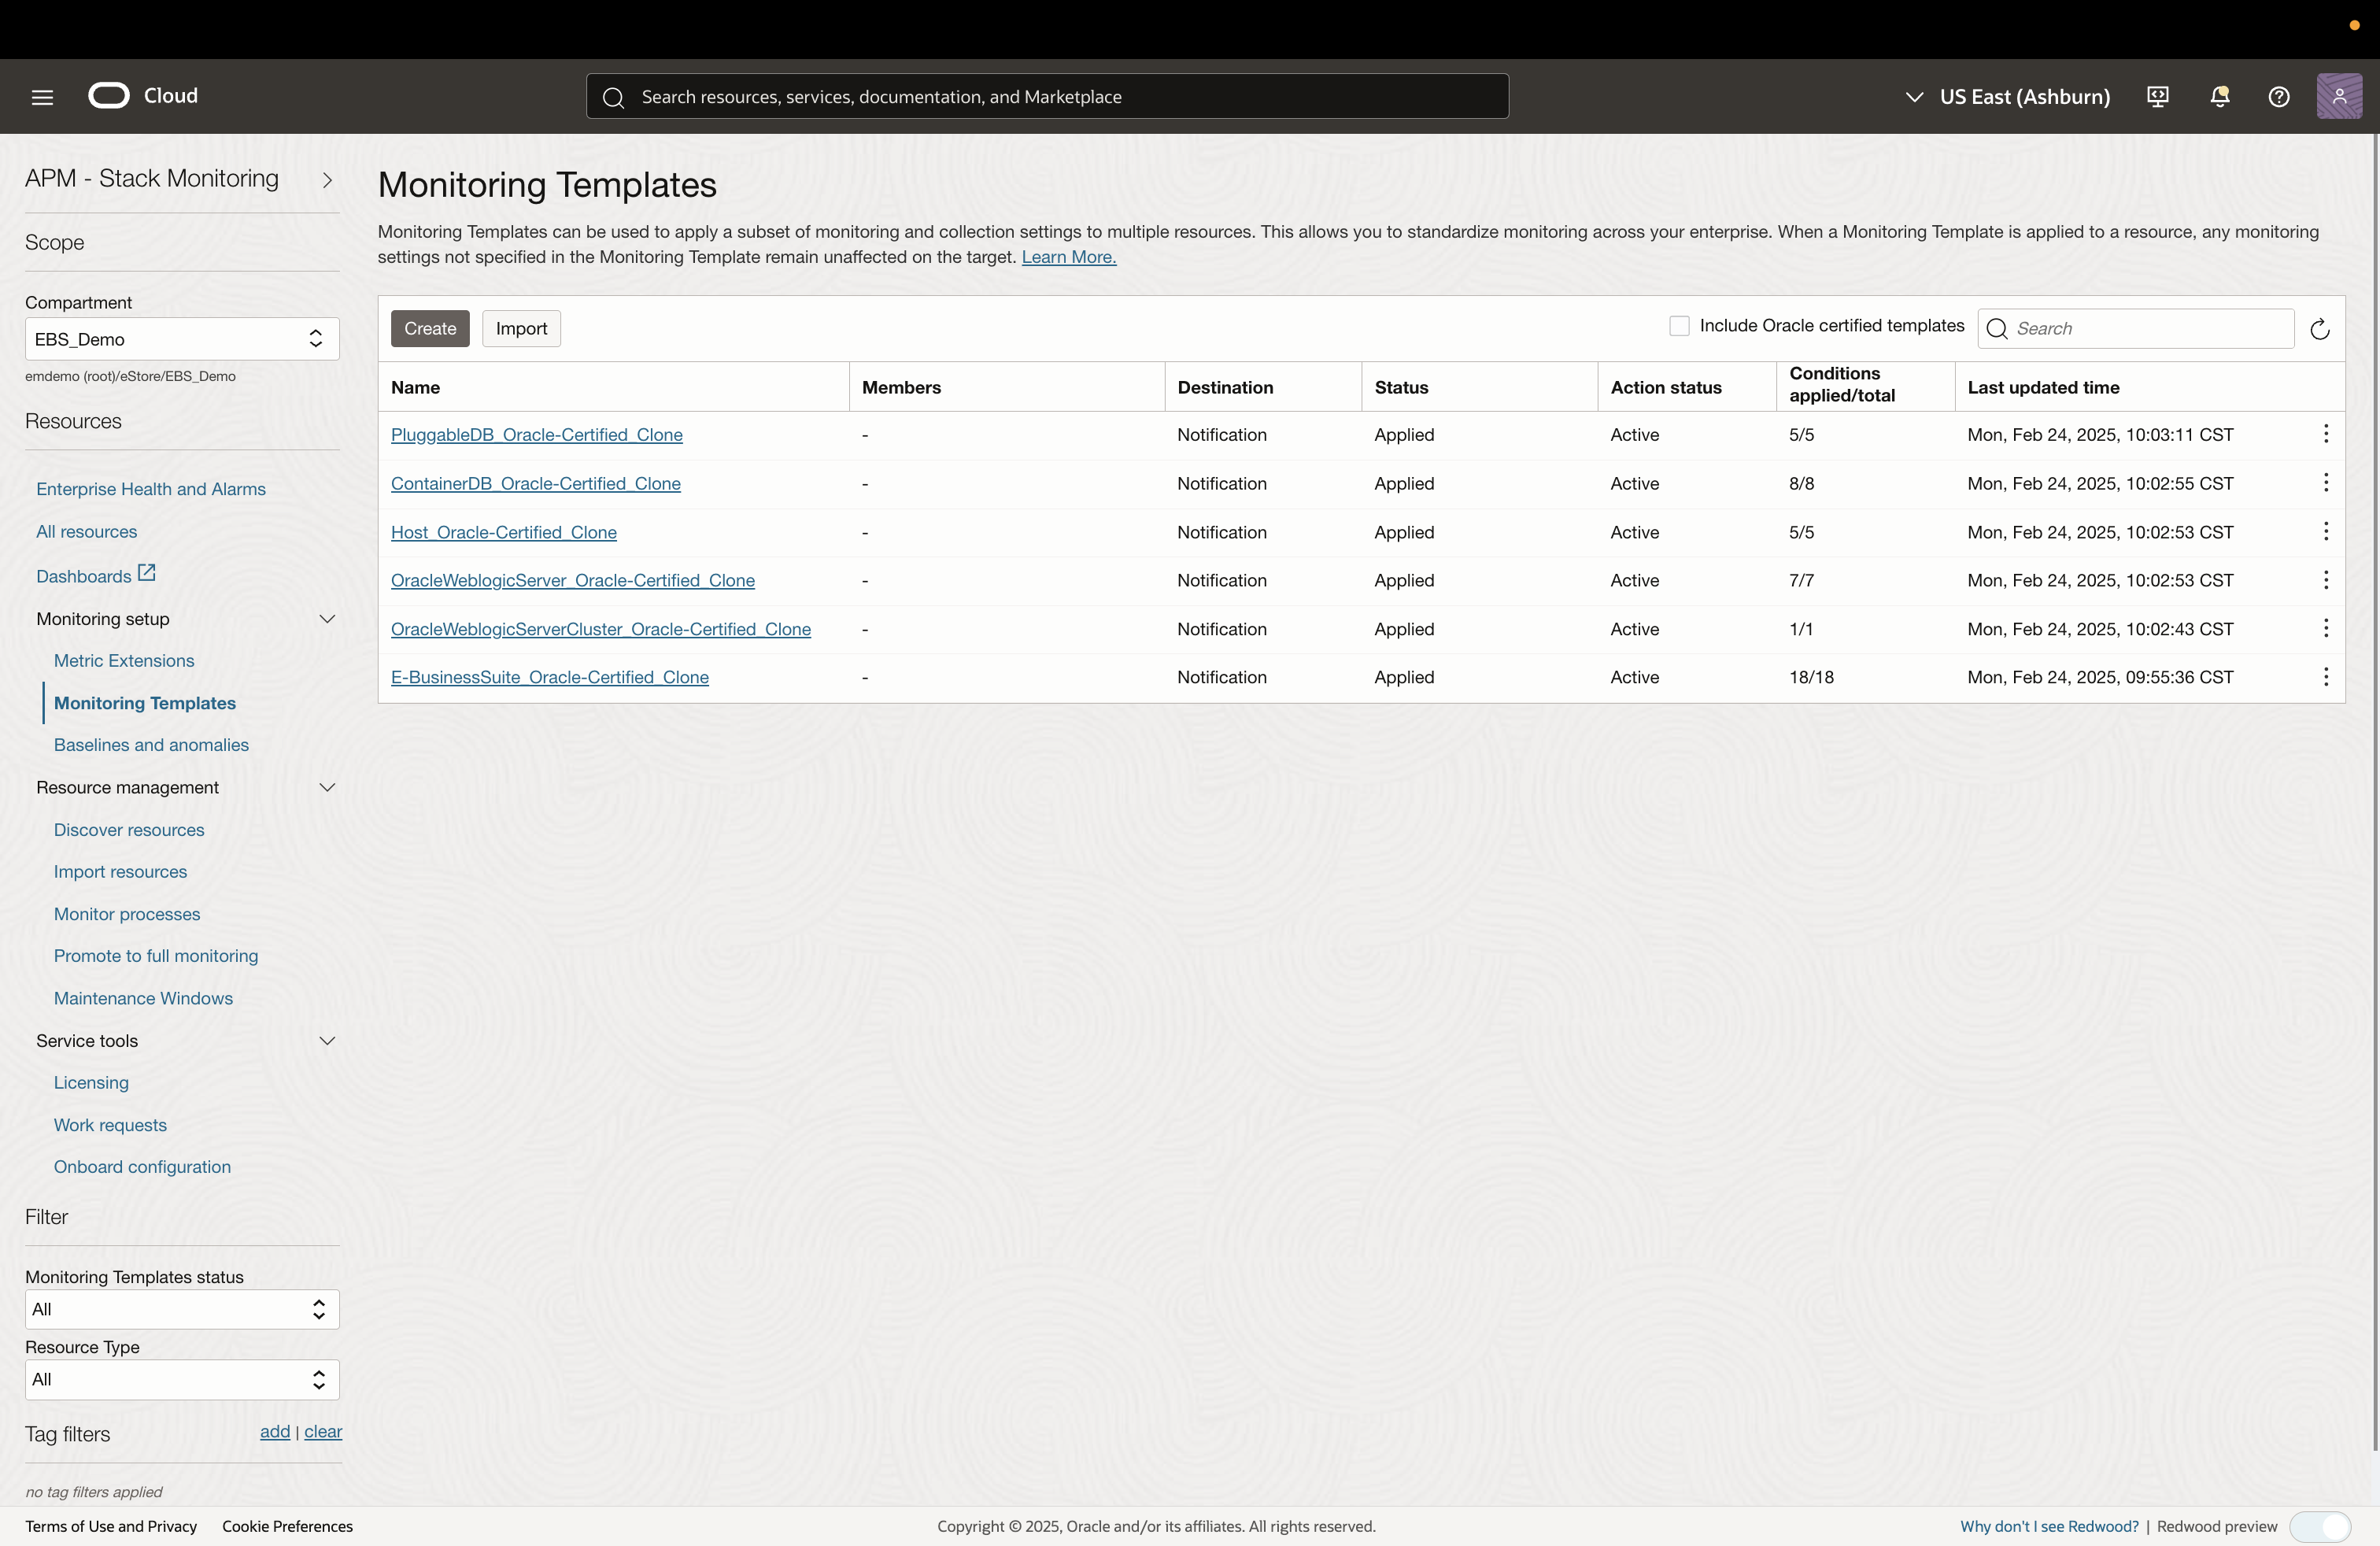 Cloud
Search resources, services, documentation, and Marketplace
US East (Ashburn)
APM - Stack Monitoring
Scope
Compartment
EBS_Demo
emdemo (root)/eStore/EBS_Demo
Resources
Enterprise Health and Alarms
All resources
Dashboards
Monitoring setup
Metric Extensions
Monitoring Templates
Baselines and anomalies
Resource management
Discover resources
Import resources
Monitor processes
Promote to full monitoring
Maintenance Windows
Service tools
Licensing
Work requests
Onboard configuration
Filter
Monitoring Templates status
All
Resource Type
All
Tag filters add | clear
no tag filters applied
Monitoring Templates
Monitoring Templates can be used to apply a subset of monitoring and collection settings to multiple resources. This allows you to standardize monitoring across your enterprise. When a Monitoring Template is applied to a resource, any monitoring
settings not specified in the Monitoring Template remain unaffected on the target. Learn More.
Create Import Include Oracle certified templates Search
Name Members Destination Status Action status Conditions applied/total Last updated time
PluggableDB_Oracle-Certified_Clone - Notification Applied Active 5/5 Mon, Feb 24, 2025, 10:03:11 CST
ContainerDB_Oracle-Certified_Clone - Notification Applied Active 8/8 Mon, Feb 24, 2025, 10:02:55 CST
Host_Oracle-Certified_Clone - Notification Applied Active 5/5 Mon, Feb 24, 2025, 10:02:53 CST
OracleWeblogicServer_Oracle-Certified_Clone - Notification Applied Active 7/7 Mon, Feb 24, 2025, 10:02:53 CST
OracleWeblogicServerCluster_Oracle-Certified_Clone - Notification Applied Active 1/1 Mon, Feb 24, 2025, 10:02:43 CST
E-BusinessSuite_Oracle-Certified_Clone - Notification Applied Active 18/18 Mon, Feb 24, 2025, 09:55:36 CST
Terms of Use and Privacy Cookie Preferences Copyright © 2025, Oracle and/or its affiliates. All rights reserved. Why don't I see Redwood? | Redwood preview